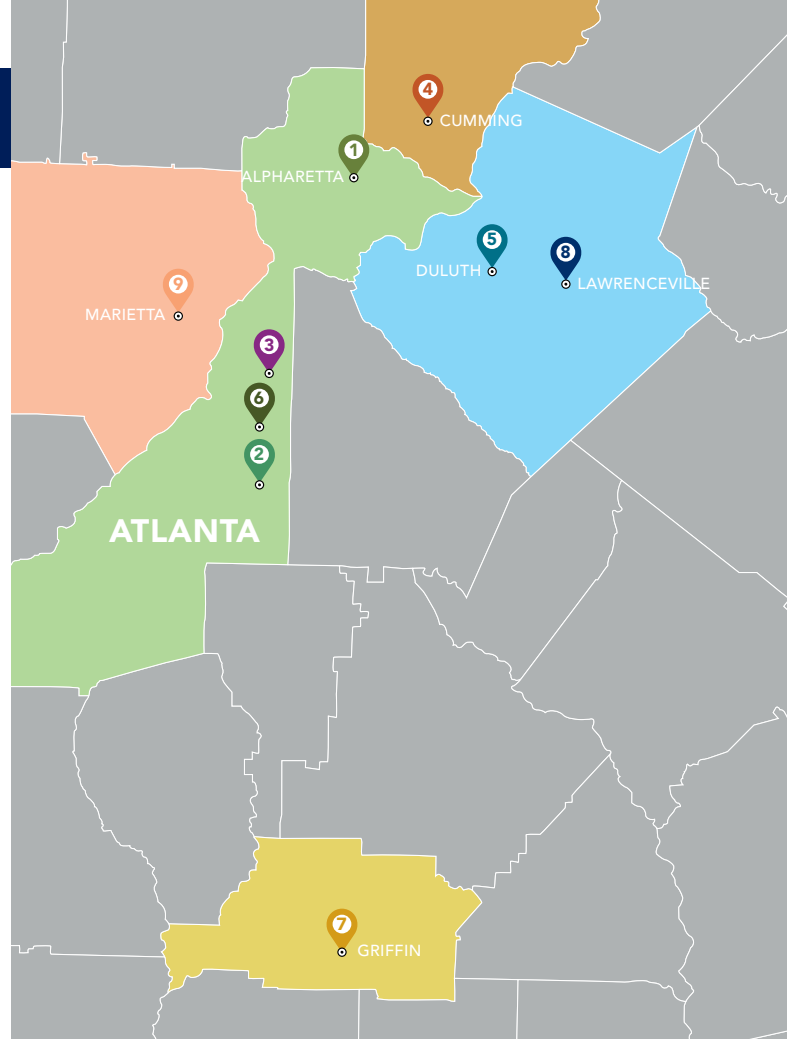 4
CUMMING
1
ALPHARETTA
5
DULUTH
8
LAWRENCEVILLE
9
MARIETTA
3
6
2
ATLANTA
7
GRIFFIN